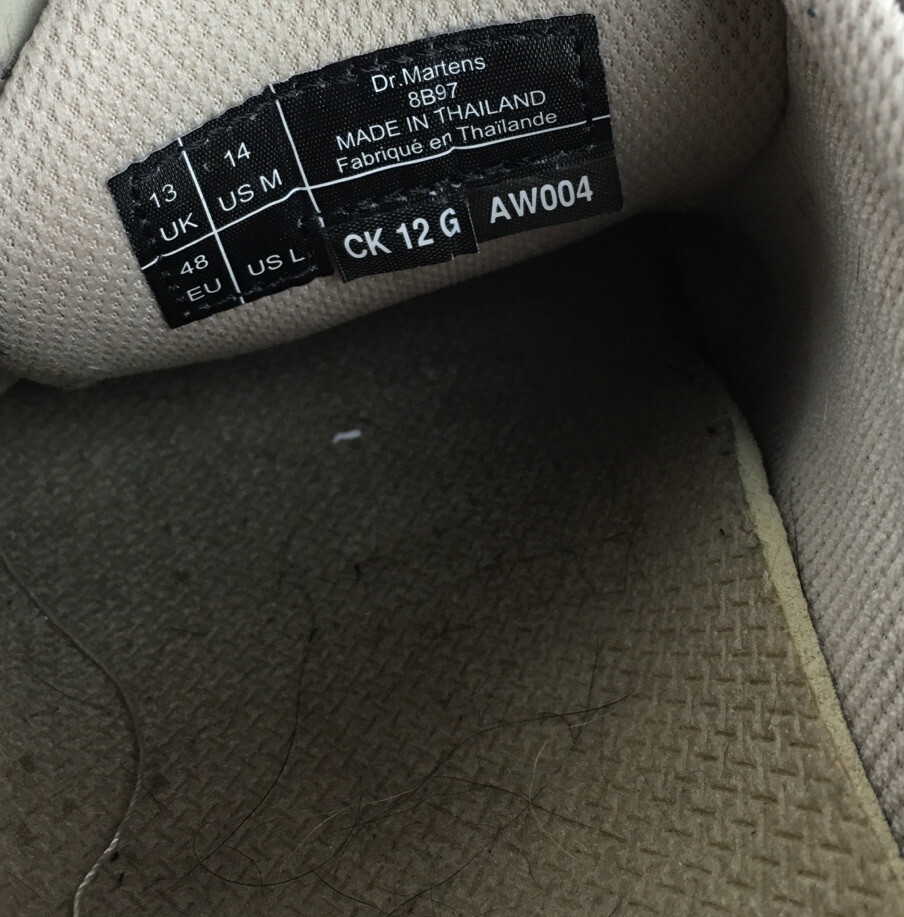 Dr.Martens
8B97
MADE IN THAILAND
Fabriqué en Thaïlande
13
UK
14
US M
48
EU
US L
CK 12 G
AW004